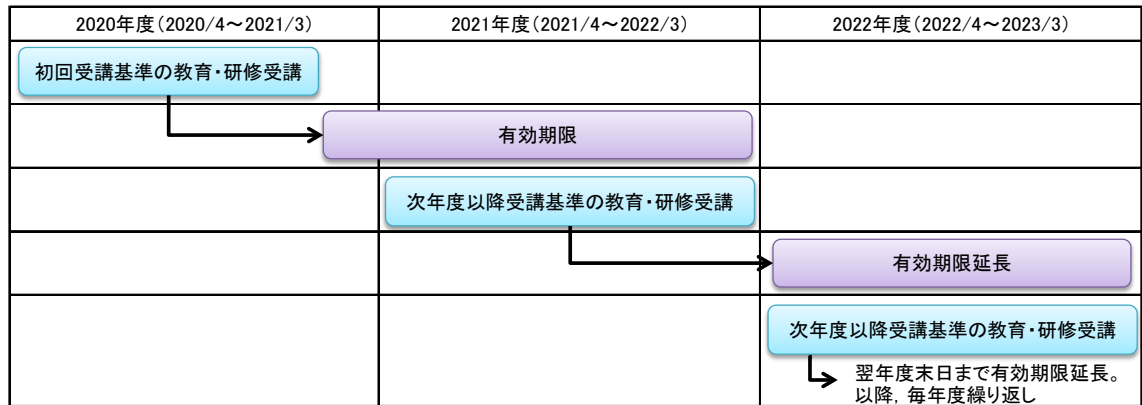 2020年度(2020/4～2021/3)
2021年度(2021/4～2022/3)
2022年度(2022/4～2023/3)
初回受講基準の教育・研修受講
有効期限
次年度以降受講基準の教育・研修受講
有効期限延長
次年度以降受講基準の教育・研修受講
翌年度末日まで有効期限延長。
以降，毎年度繰り返し